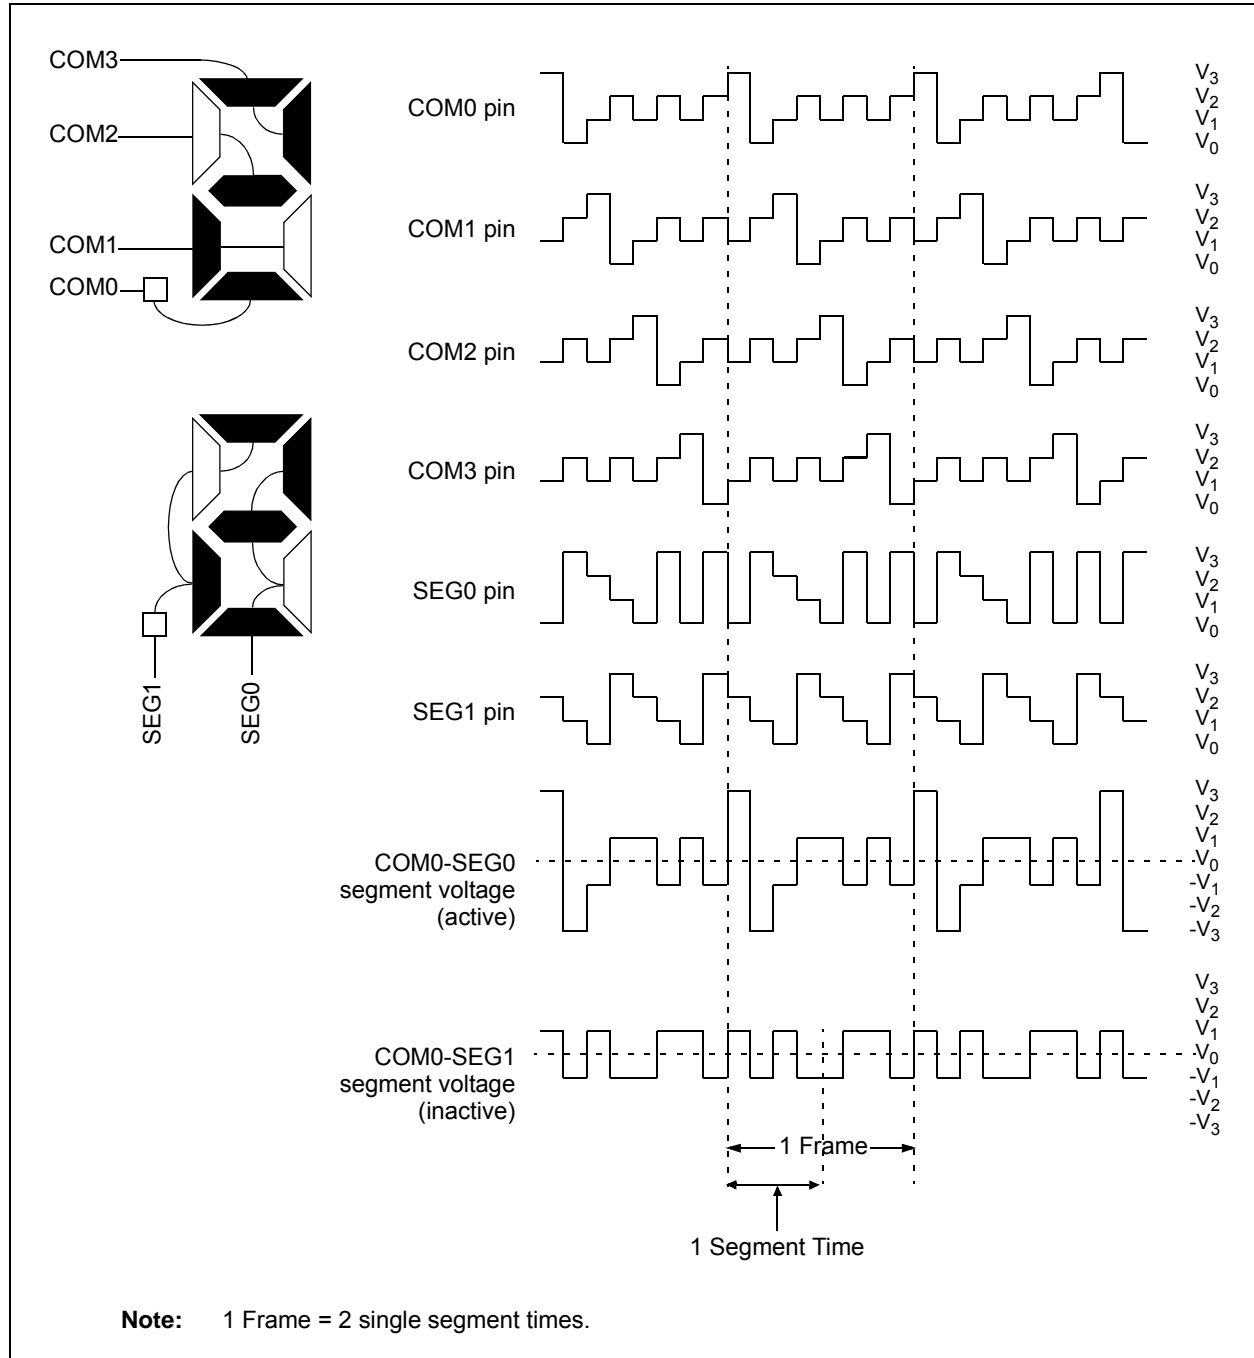 COM3
COM2
COM1
COM0
SEG1
SEG0
COM0 pin
V3
V2
V1
V0
COM1 pin
V3
V2
V1
V0
COM2 pin
V3
V2
V1
V0
COM3 pin
V3
V2
V1
V0
SEG0 pin
V3
V2
V1
V0
SEG1 pin
V3
V2
V1
V0
COM0-SEG0
segment voltage
(active)
V3
V2
V1
V0
-V1
-V2
-V3
COM0-SEG1
segment voltage
(inactive)
V3
V2
V1
V0
-V1
-V2
-V3
1 Frame
1 Segment Time
Note: 1 Frame = 2 single segment times.